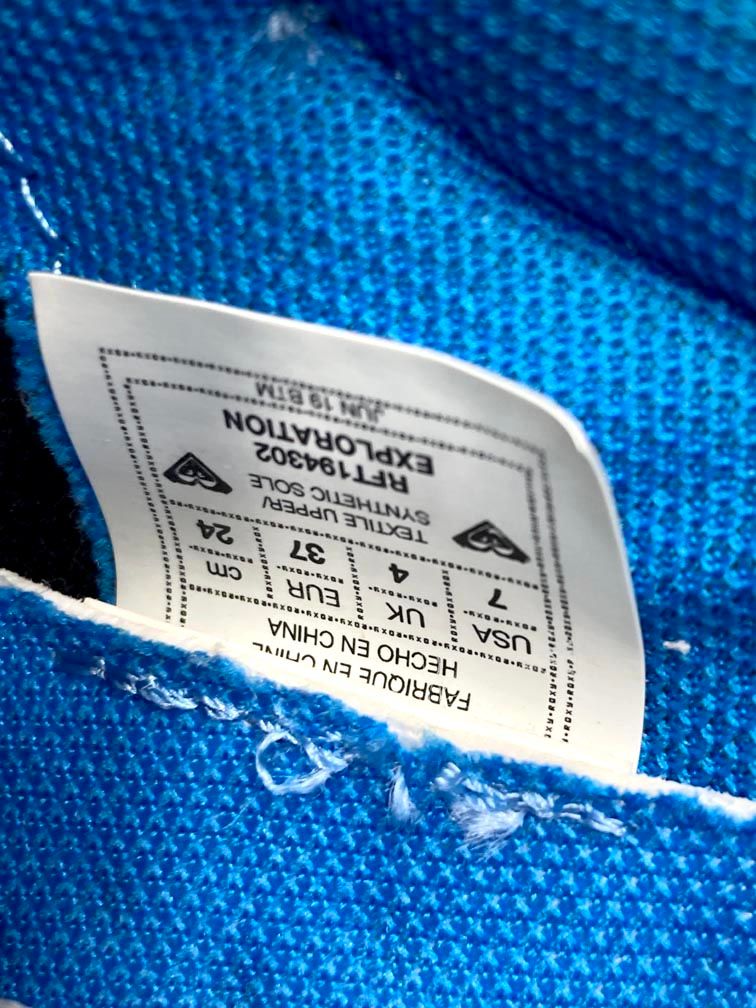 FABRIQUE EN CHINE
HECHO EN CHINA
USA UK EUR cm
7 4 37 24
TEXTILE UPPER/
SYNTHETIC SOLE
RFT194302
EXPLORATION
JUN 19 BTM